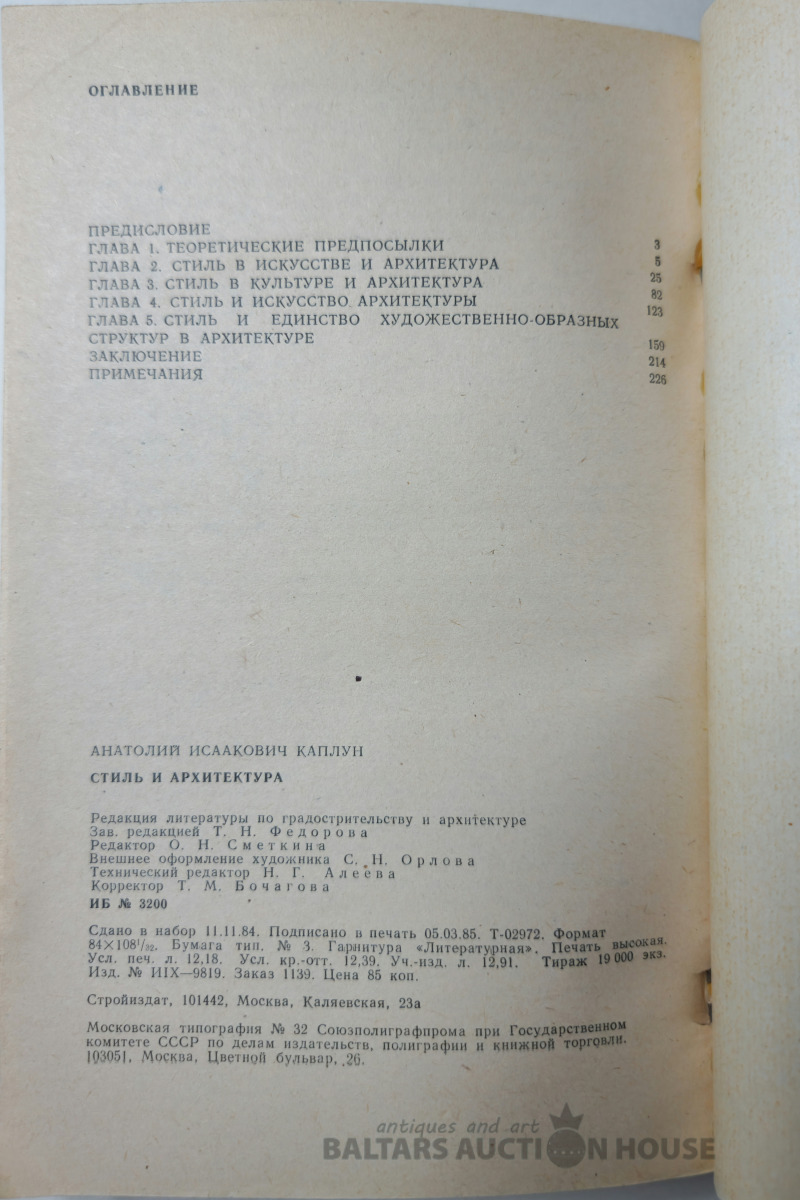 ОГЛАВЛЕНИЕ
ПРЕДИСЛОВИЕ 3
ГЛАВА 1. ТЕОРЕТИЧЕСКИЕ ПРЕДПОСЫЛКИ 5
ГЛАВА 2. СТИЛЬ В ИСКУССТВЕ И АРХИТЕКТУРА 25
ГЛАВА 3. СТИЛЬ В КУЛЬТУРЕ И АРХИТЕКТУРА 82
ГЛАВА 4. СТИЛЬ И ИСКУССТВО АРХИТЕКТУРЫ 123
ГЛАВА 5. СТИЛЬ И ЕДИНСТВО ХУДОЖЕСТВЕННО-ОБРАЗНЫХ
СТРУКТУР В АРХИТЕКТУРЕ 159
ЗАКЛЮЧЕНИЕ 214
ПРИМЕЧАНИЯ 226
АНАТОЛИЙ ИСААКОВИЧ КАПЛУН
СТИЛЬ И АРХИТЕКТУРА
Редакция литературы по градострительству и архитектуре
Зав. редакцией Т. Н. Федорова
Редактор О. Н. Сметкина
Внешнее оформление художника С. Н. Орлова
Технический редактор Н. Г. Алеева
Корректор Т. М. Бочагова
ИБ № 3200
Сдано в набор 11.11.84. Подписано в печать 05.03.85. Т-02972. Формат
84×108¹/₃₂. Бумага тип. № 3. Гарнитура «Литературная». Печать высокая.
Усл. печ. л. 12,18. Усл. кр.-отт. 12,39. Уч.-изд. л. 12,91. Тираж 19 000 экз.
Изд. № ИIX—9819. Заказ 1139. Цена 85 коп.
Стройиздат, 101442, Москва, Каляевская, 23а
Московская типография № 32 Союзполиграфпрома при Государственном
комитете СССР по делам издательств, полиграфии и книжной торговли.
103051, Москва, Цветной бульвар, 26.
antiques and art
BALTARS AUCTION HOUSE